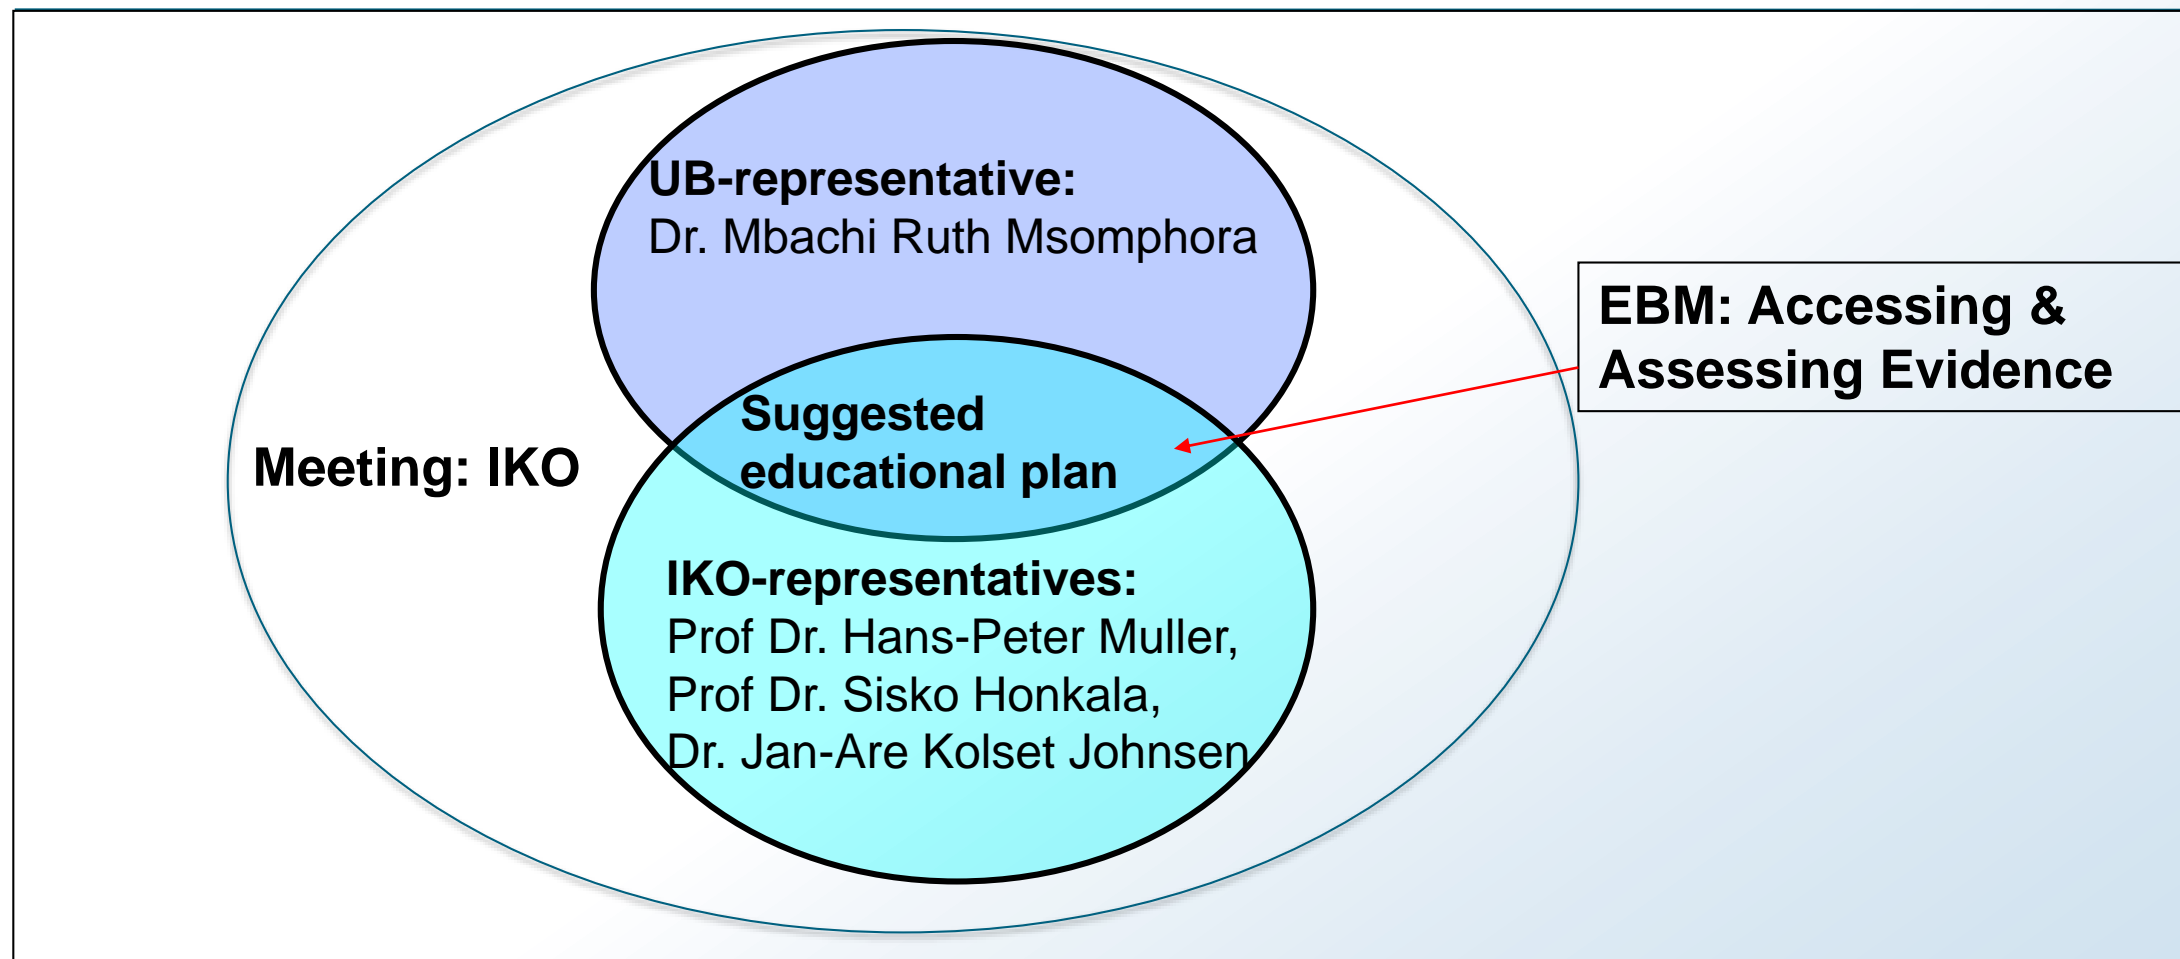 UB-representative:
Dr. Mbachi Ruth Msomphora
EBM: Accessing &
Assessing Evidence
Suggested
educational plan
Meeting: IKO
IKO-representatives:
Prof Dr. Hans-Peter Muller,
Prof Dr. Sisko Honkala,
Dr. Jan-Are Kolset Johnsen